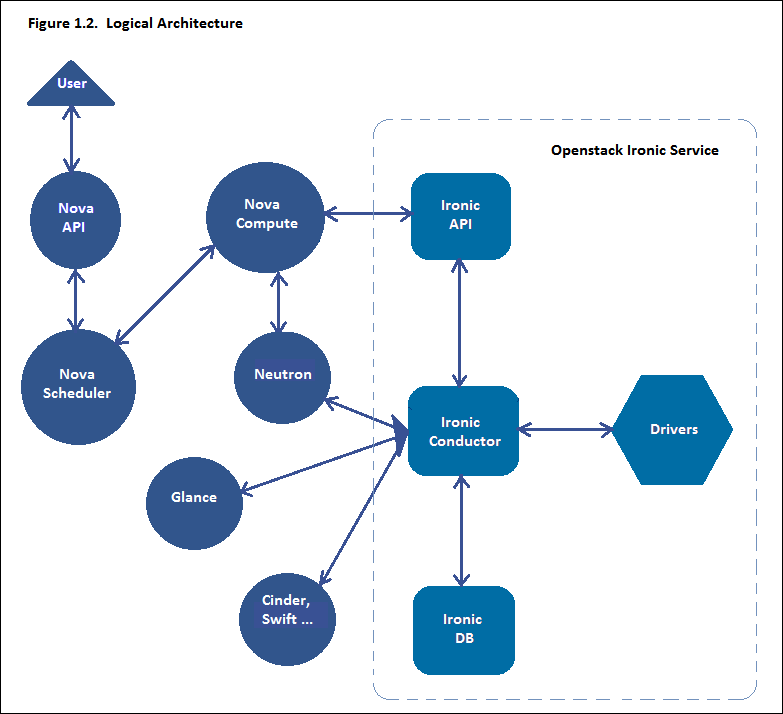 Figure 1.2.  Logical Architecture
User
Openstack Ironic Service
Nova
API
Nova
Compute
Ironic
API
Nova
Scheduler
Neutron
Ironic
Conductor
Drivers
Glance
Cinder,
Swift ...
Ironic
DB